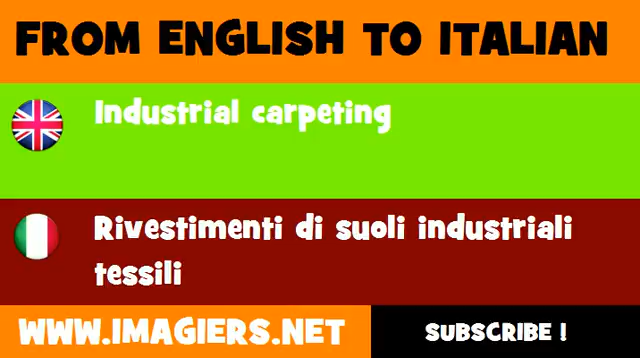 FROM ENGLISH TO ITALIAN
Industrial carpeting
Rivestimenti di suoli industriali
tessili
WWW.IMAGIERS.NET
SUBSCRIBE !